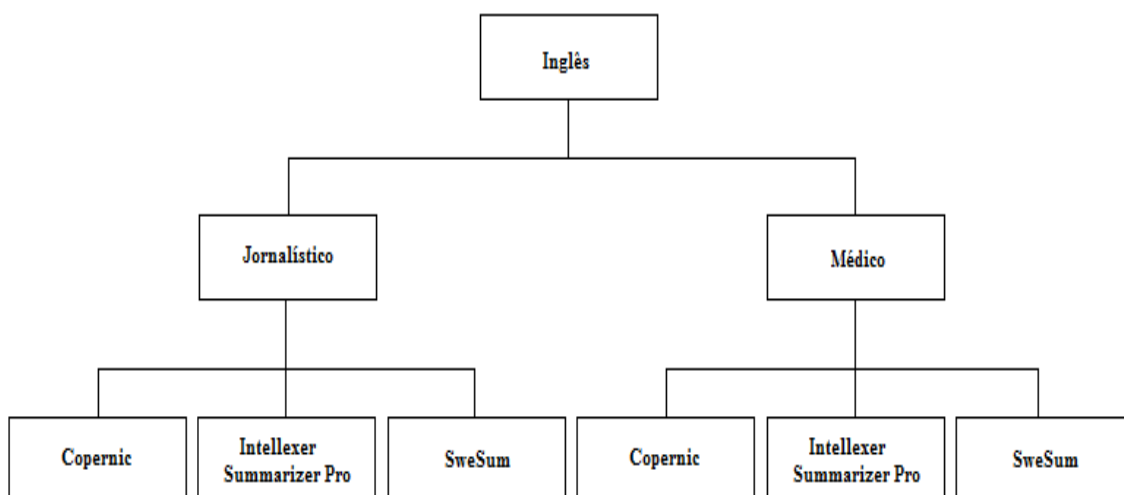 Inglês
Jornalístico
Médico
Copernic
Intellexer
Summarizer Pro
SweSum
Copernic
Intellexer
Summarizer Pro
SweSum